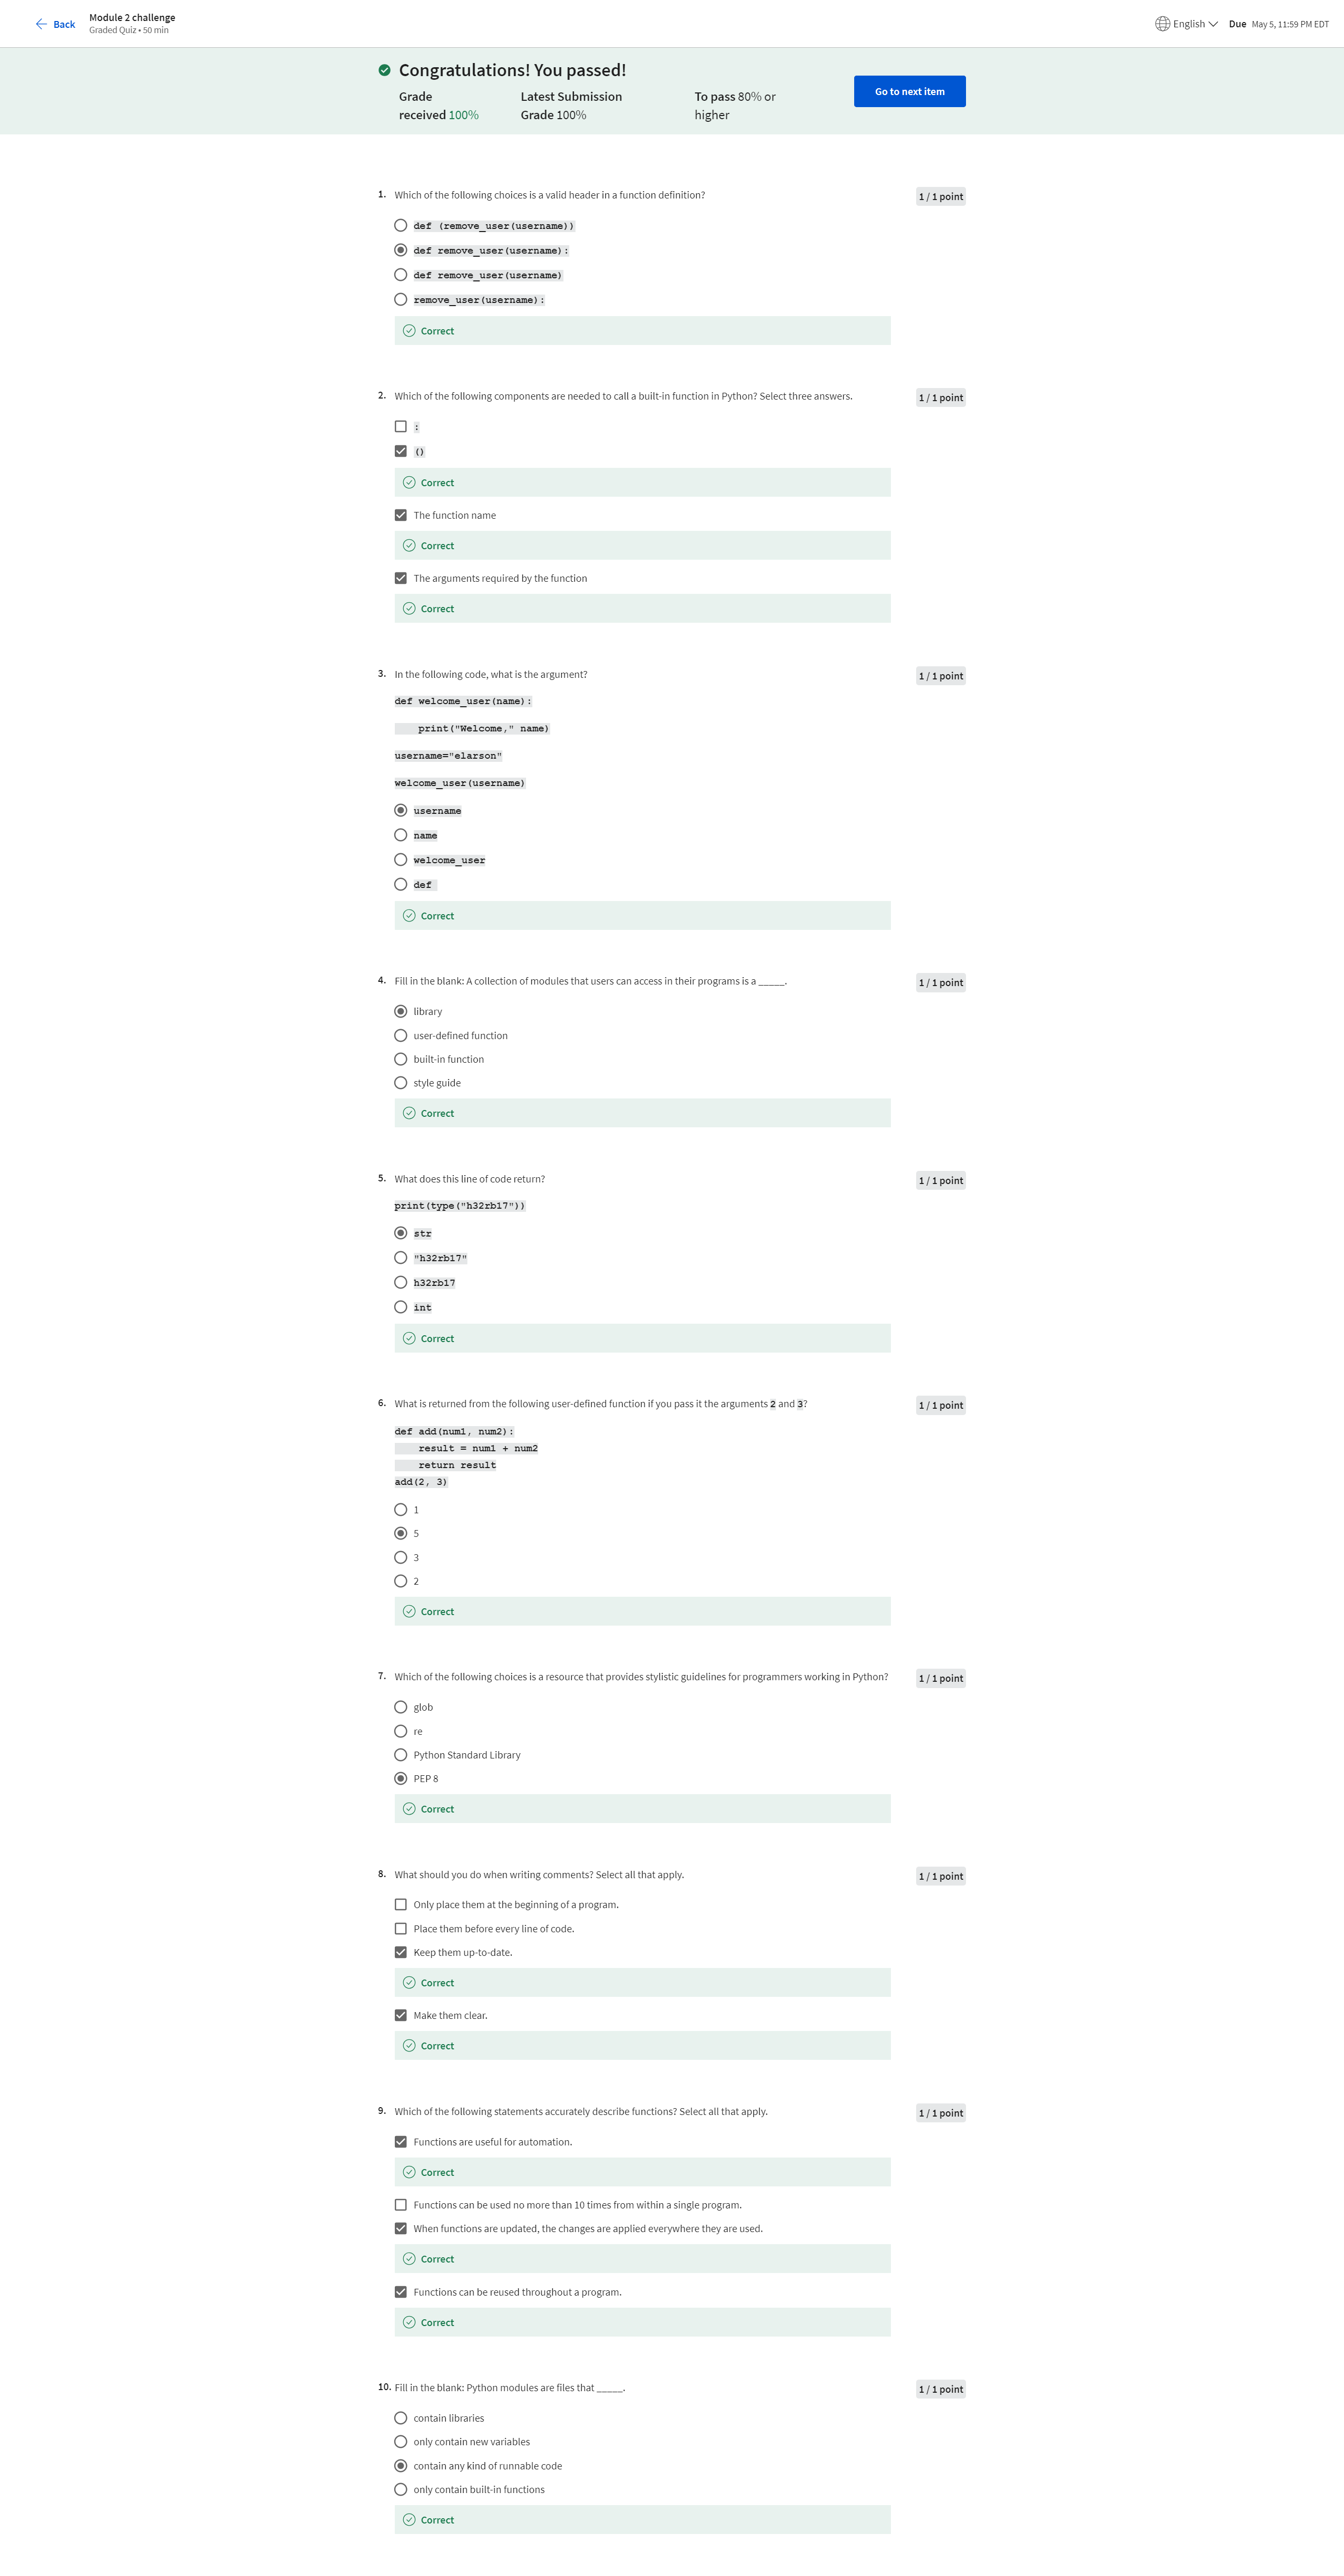 Back
Module 2 challenge
Graded Quiz • 50 min
English
Due May 5, 11:59 PM EDT
Congratulations! You passed!
Grade
received 100%
Latest Submission
Grade 100%
To pass 80% or
higher
Go to next item
1. Which of the following choices is a valid header in a function definition?
1 / 1 point
def (remove_user(username))
def remove_user(username):
def remove_user(username)
remove_user(username):
Correct
2. Which of the following components are needed to call a built-in function in Python? Select three answers.
1 / 1 point
:
()
Correct
The function name
Correct
The arguments required by the function
Correct
3. In the following code, what is the argument?
1 / 1 point
def welcome_user(name):
    print("Welcome," name)
username="elarson"
welcome_user(username)
username
name
welcome_user
def
Correct
4. Fill in the blank: A collection of modules that users can access in their programs is a _____.
1 / 1 point
library
user-defined function
built-in function
style guide
Correct
5. What does this line of code return?
1 / 1 point
print(type("h32rb17"))
str
"h32rb17"
h32rb17
int
Correct
6. What is returned from the following user-defined function if you pass it the arguments 2 and 3?
1 / 1 point
def add(num1, num2):
    result = num1 + num2
    return result
add(2, 3)
1
5
3
2
Correct
7. Which of the following choices is a resource that provides stylistic guidelines for programmers working in Python?
1 / 1 point
glob
re
Python Standard Library
PEP 8
Correct
8. What should you do when writing comments? Select all that apply.
1 / 1 point
Only place them at the beginning of a program.
Place them before every line of code.
Keep them up-to-date.
Correct
Make them clear.
Correct
9. Which of the following statements accurately describe functions? Select all that apply.
1 / 1 point
Functions are useful for automation.
Correct
Functions can be used no more than 10 times from within a single program.
When functions are updated, the changes are applied everywhere they are used.
Correct
Functions can be reused throughout a program.
Correct
10. Fill in the blank: Python modules are files that _____.
1 / 1 point
contain libraries
only contain new variables
contain any kind of runnable code
only contain built-in functions
Correct